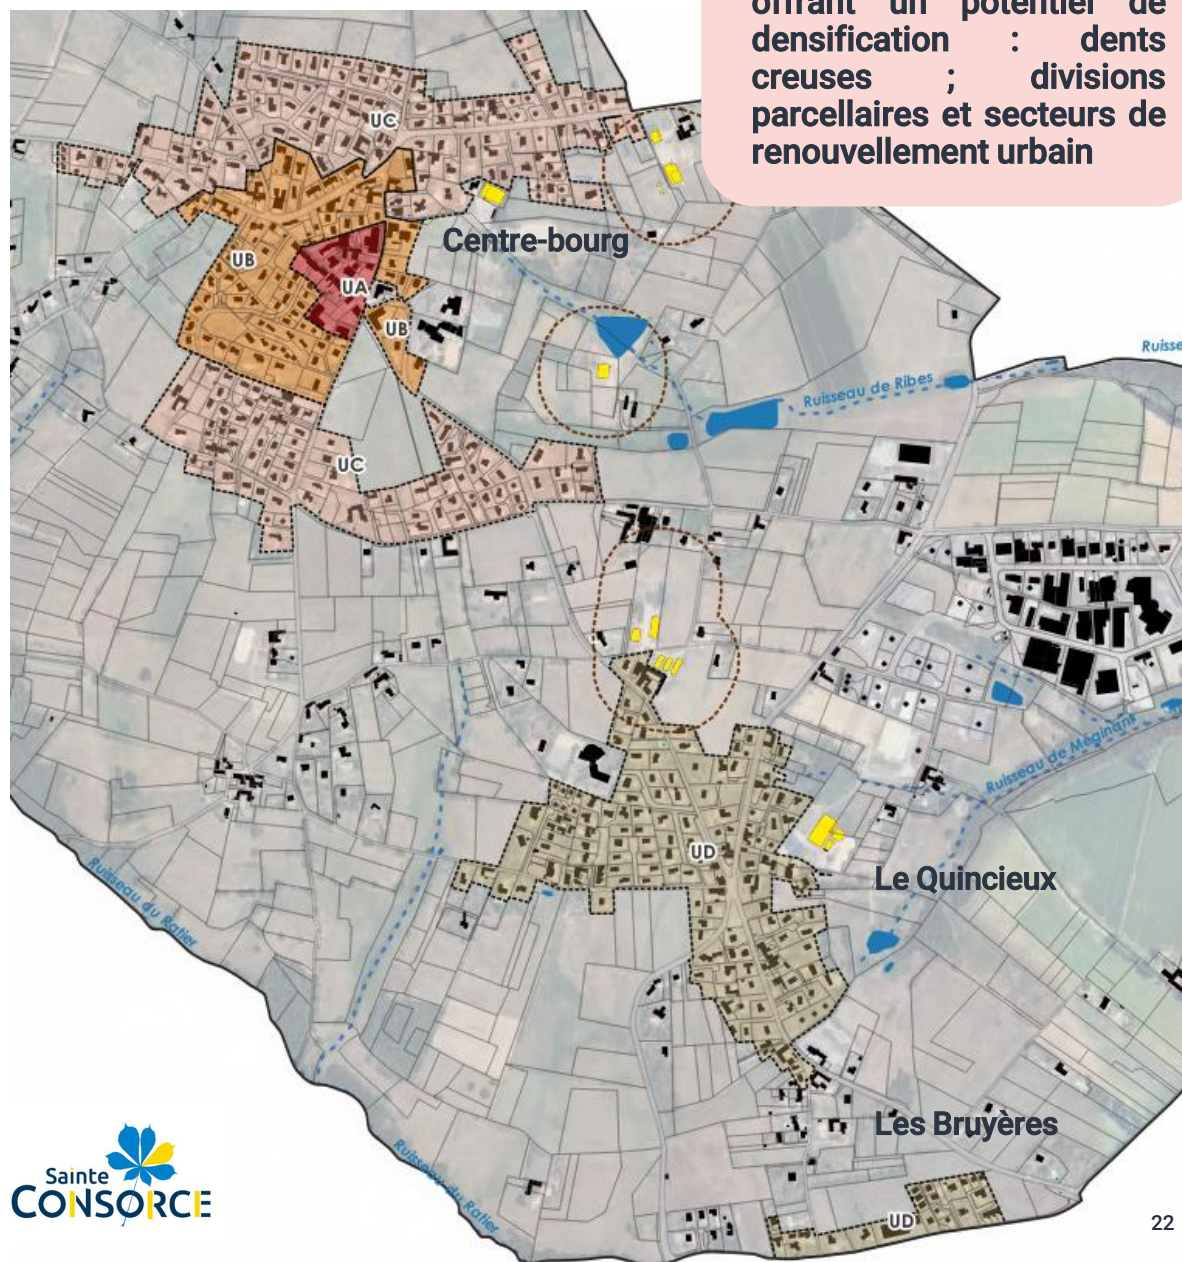 offrant un potentiel de
densification : dents
creuses ; divisions
parcellaires et secteurs de
renouvellement urbain
UC
Centre-bourg
UB
UA
UB
Ruisse
Ruisseau de Ribes
UC
Ruisseau de Méginant
UD
Le Quincieux
Ruisseau du Ratier
Les Bruyères
Ruisseau du Ratier
Sainte
CONSORCE
UD
22